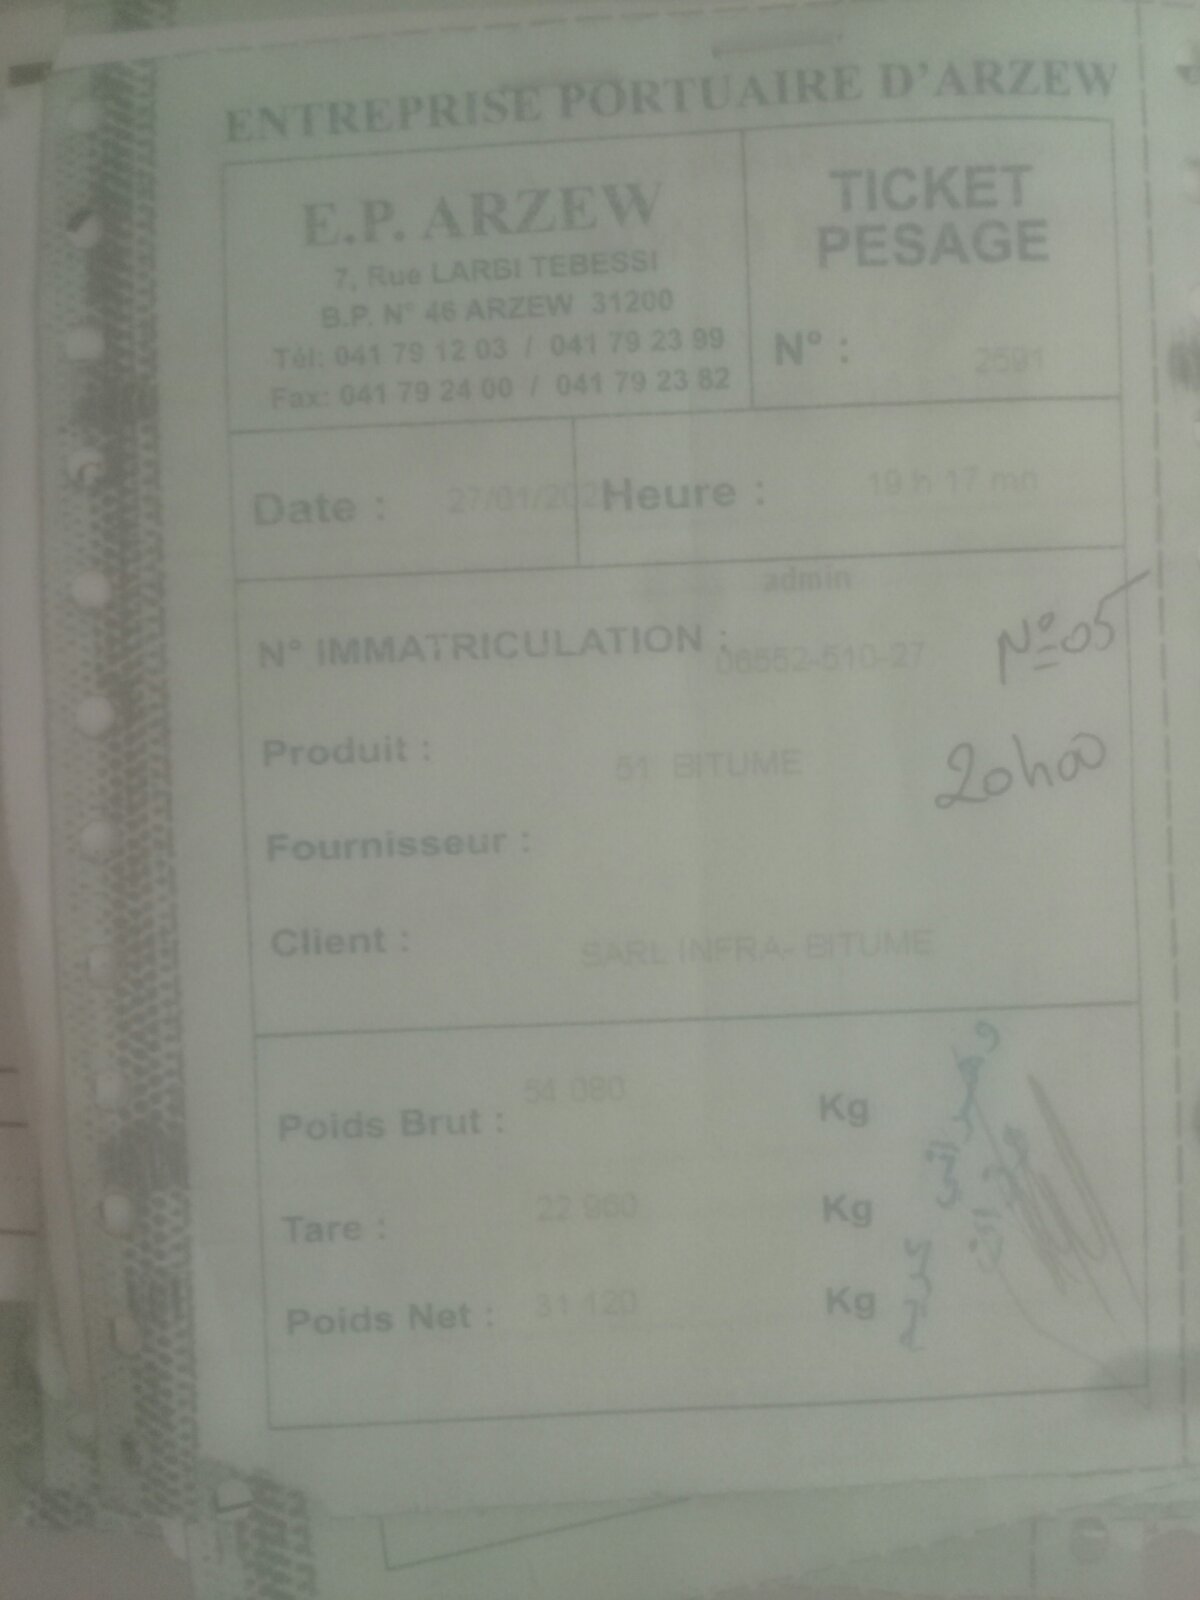 ENTREPRISE PORTUAIRE D'ARZEW
E.P. ARZEW
7, Rue LARBI TEBESSI
B.P. N° 46 ARZEW 31200
Tél: 041 79 12 03 / 041 79 23 99
Fax: 041 79 24 00 / 041 79 23 82
TICKET
PESAGE
N° : 2591
Date : 27/01/202
Heure : 19 h 17 mn
admin
N° IMMATRICULATION : 06552-510-27
N° 05
Produit : 51 BITUME
20h00
Fournisseur :
Client : SARL INFRA- BITUME
Poids Brut : 54 080 Kg
Tare : 22 960 Kg
Poids Net : 31 120 Kg